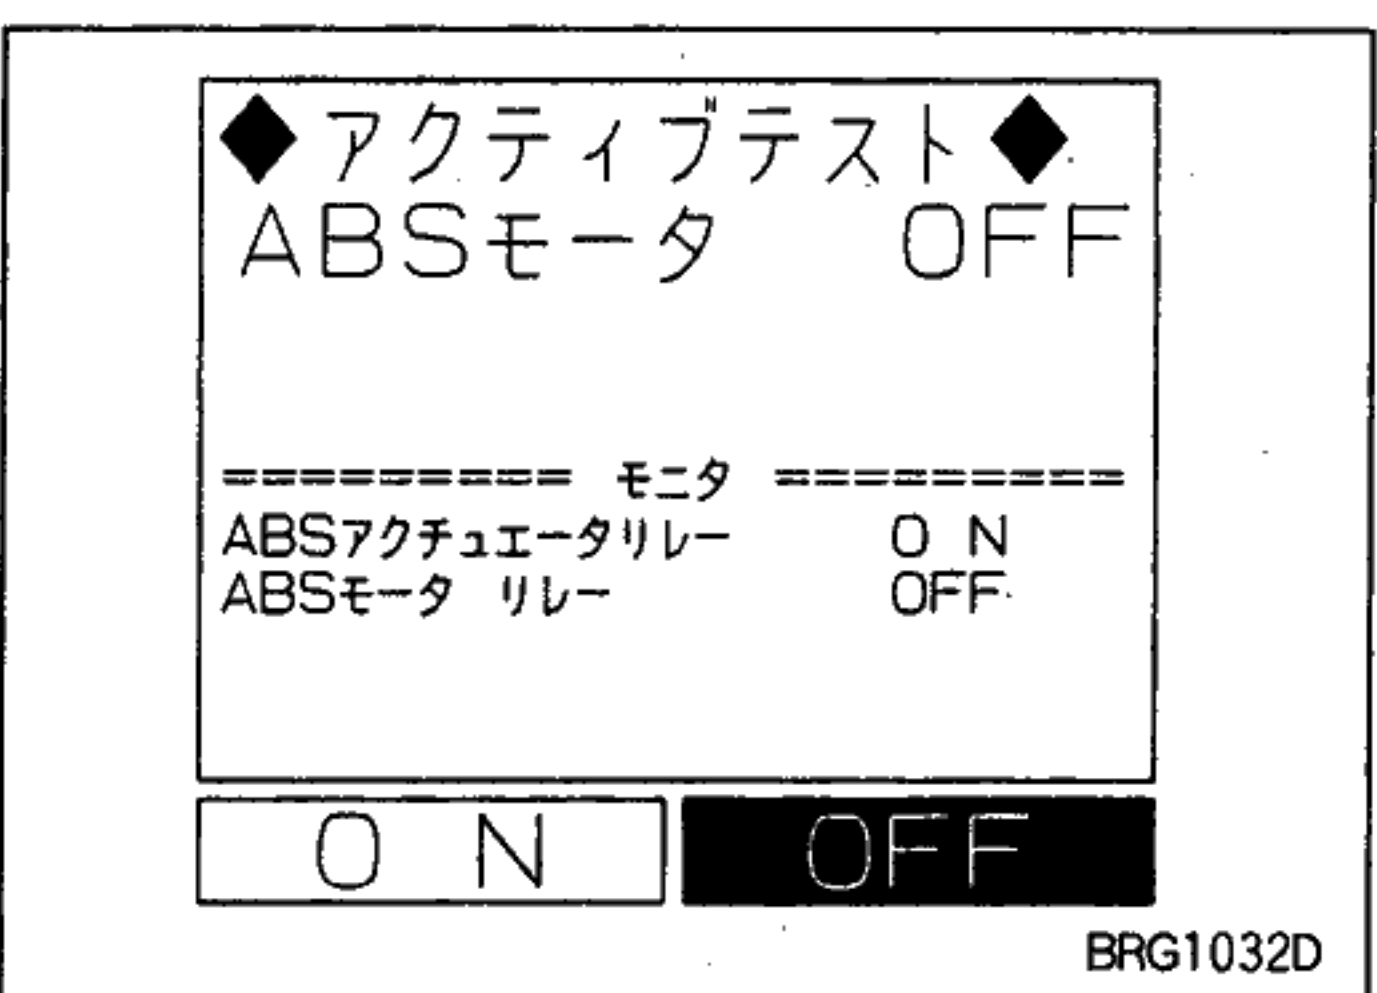 ◆アクティブテスト◆
ABSモータ OFF
========= モニタ =========
ABSアクチュエータリレー ON
ABSモータ リレー OFF
ON OFF
BRG1032D